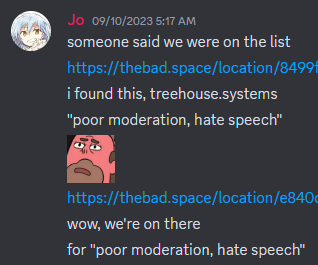 Jo 09/10/2023 5:17 AM
someone said we were on the list
https://thebad.space/location/8499f
i found this, treehouse.systems
"poor moderation, hate speech"
https://thebad.space/location/e840c
wow, we're on there
for "poor moderation, hate speech"